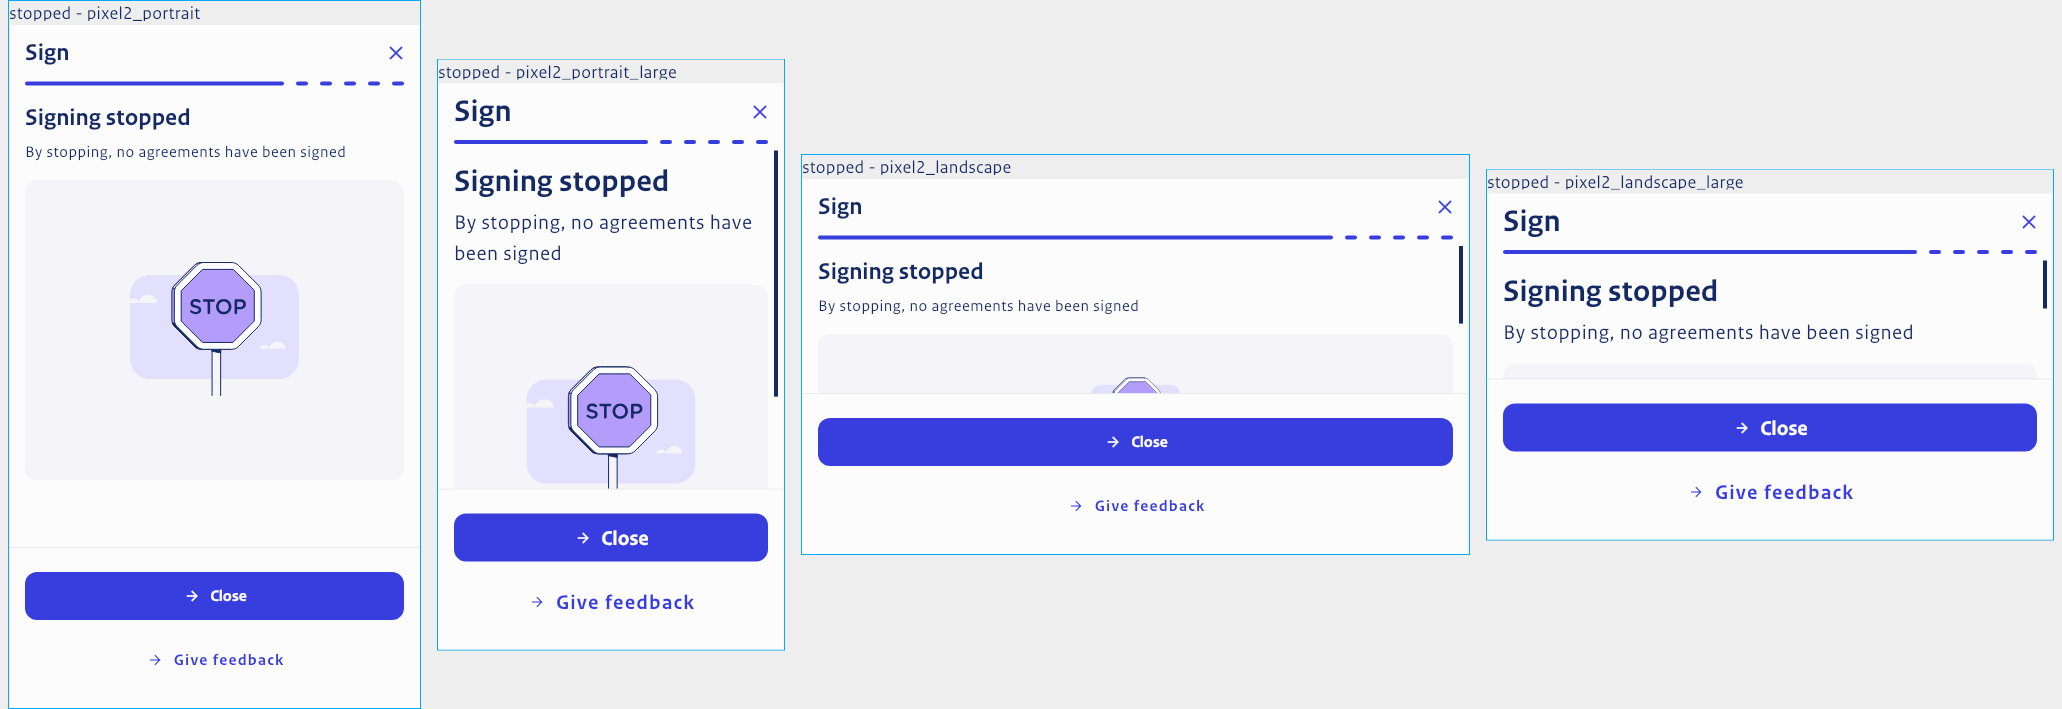 stopped - pixel2_portrait
Sign
Signing stopped
By stopping, no agreements have been signed
STOP
Close
Give feedback
stopped - pixel2_portrait_large
Sign
Signing stopped
By stopping, no agreements have
been signed
STOP
Close
Give feedback
stopped - pixel2_landscape
Sign
Signing stopped
By stopping, no agreements have been signed
Close
Give feedback
stopped - pixel2_landscape_large
Sign
Signing stopped
By stopping, no agreements have been signed
Close
Give feedback